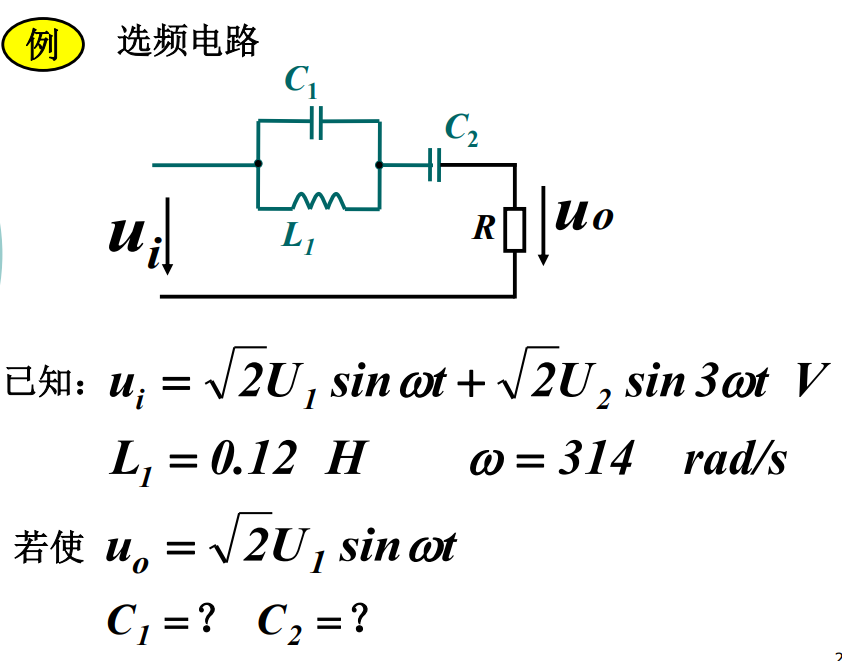 例 选频电路
C₁
C₂
L₁
R
uᵢ
uₒ
已知: uᵢ = √2U₁ sin ωt + √2U₂ sin 3ωt V
L₁ = 0.12 H ω = 314 rad/s
若使 uₒ = √2U₁ sin ωt
C₁ = ? C₂ = ?
2